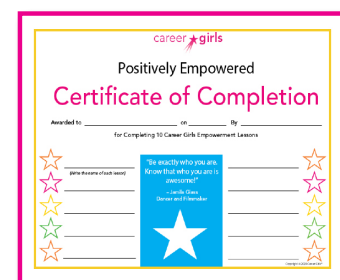 career girls
Positively Empowered
Certificate of Completion
Awarded to on By
for Completing 10 Career Girls Empowerment Lessons
(Write the name of each lesson)
"Be exactly who you are.
Know that who you are is
awesome!"
Dancer and Filmmaker